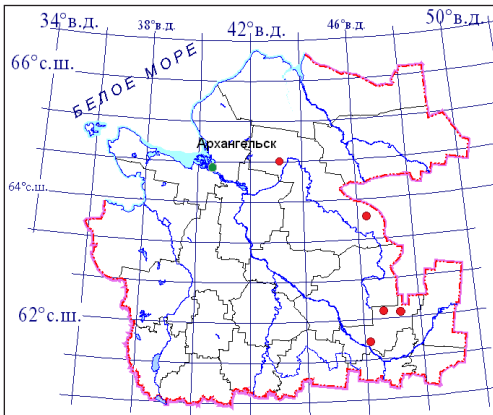 34°в.д.
38°в.д.
42°в.д.
46°в.д.
50°в.д.
66°с.ш.
БЕЛОЕ МОРЕ
Архангельск
64°с.ш.
62°с.ш.